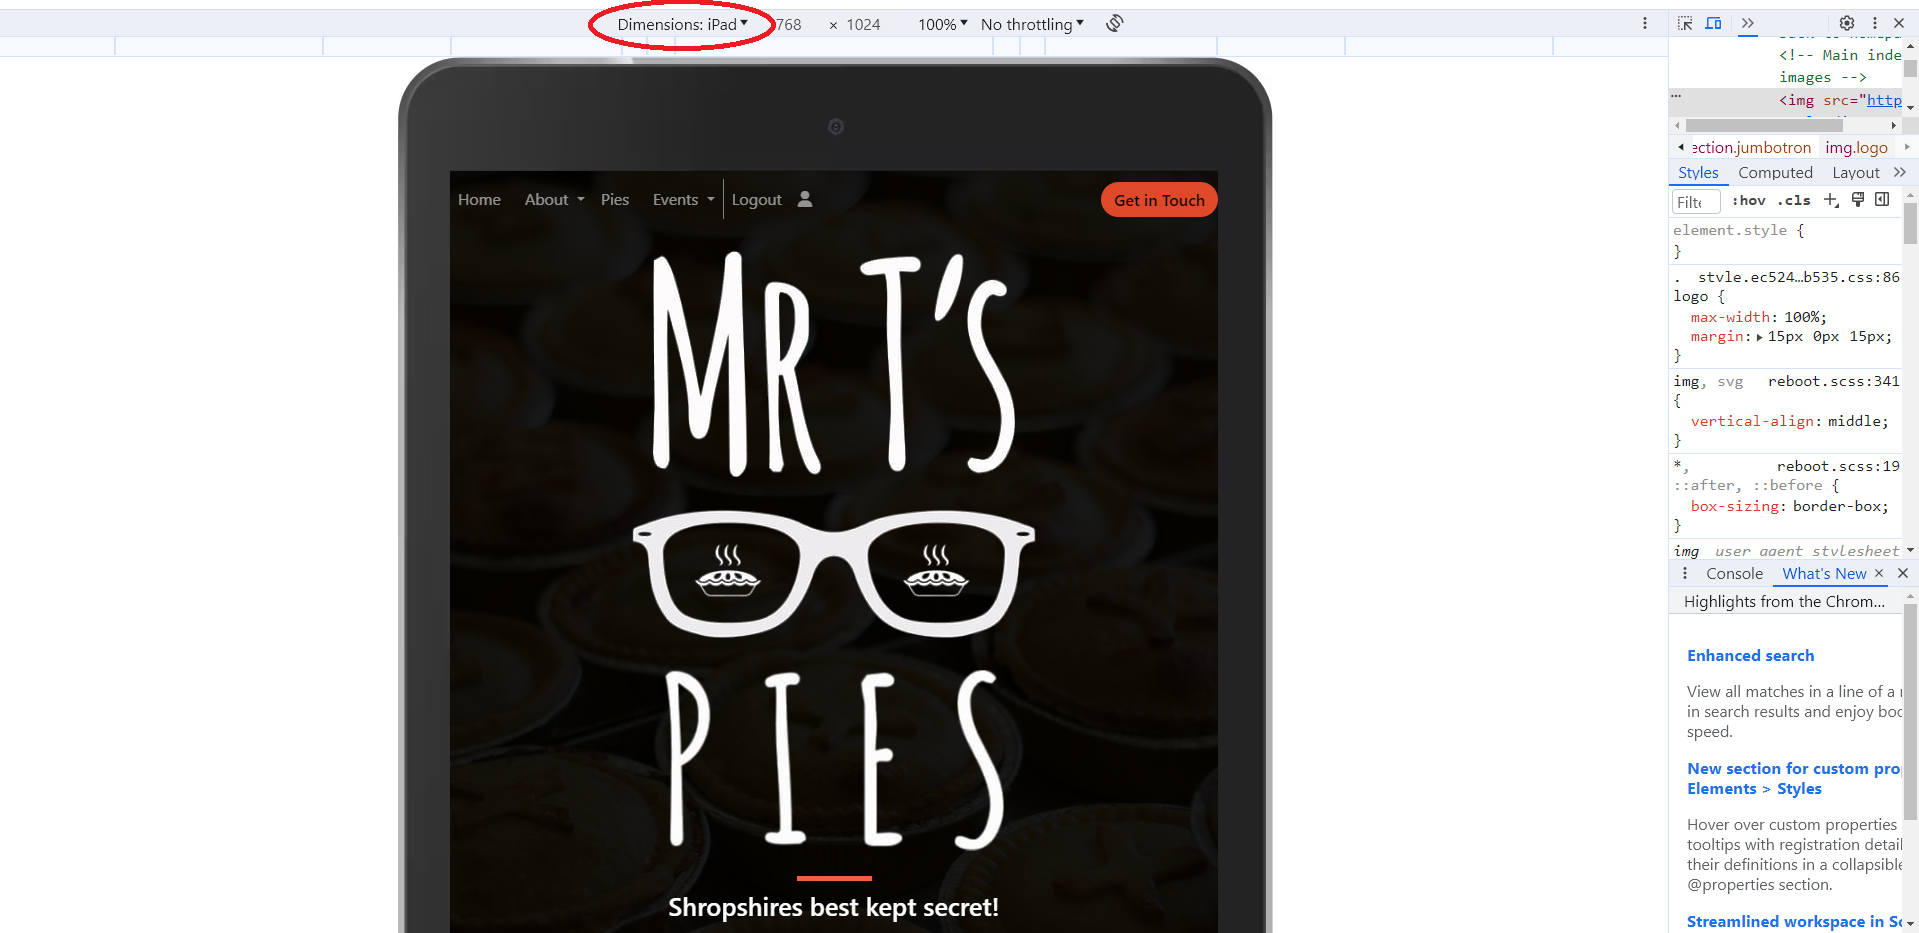 Dimensions: iPad 768 × 1024 100% No throttling
Home About Pies Events Logout Get in Touch
MR T'S
PIES
Shropshires best kept secret!
<!-- Main inde
images -->
<img src="http
ection.jumbotron img.logo
Styles Computed Layout
:hov .cls
element.style {
}
. style.ec524…b535.css:86
logo {
max-width: 100%;
margin: 15px 0px 15px;
}
img, svg reboot.scss:341
{
vertical-align: middle;
}
*, reboot.scss:19
::after, ::before {
box-sizing: border-box;
}
img user agent stylesheet
Console What's New
Highlights from the Chrom...
Enhanced search
View all matches in a line of a
in search results and enjoy
speed.
New section for custom
Elements > Styles
Hover over custom properties
tooltips with registration
their definitions in a
@properties section.
Streamlined workspace in